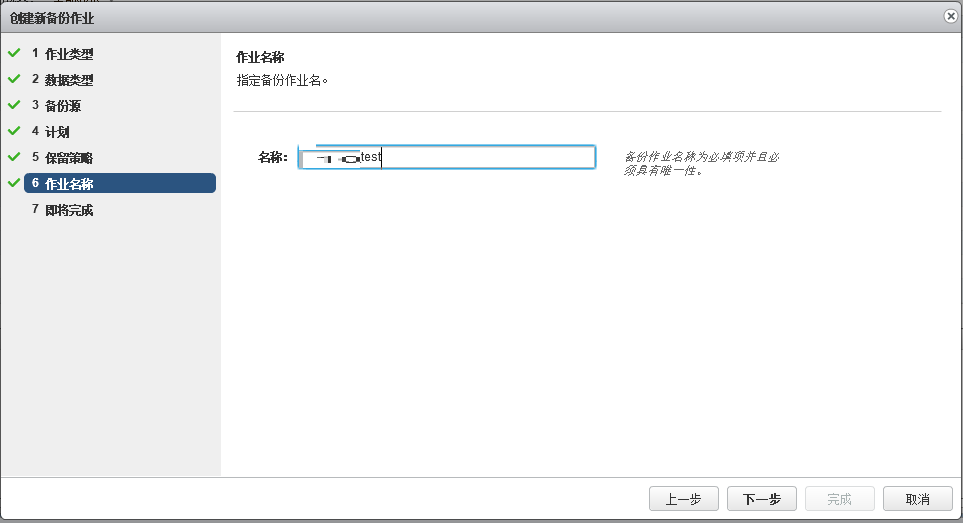 创建新备份作业
1 作业类型
2 数据类型
3 备份源
4 计划
5 保留策略
6 作业名称
7 即将完成
作业名称
指定备份作业名。
名称： test
备份作业名称为必填项并且必
须具有唯一性。
上一步 下一步 完成 取消